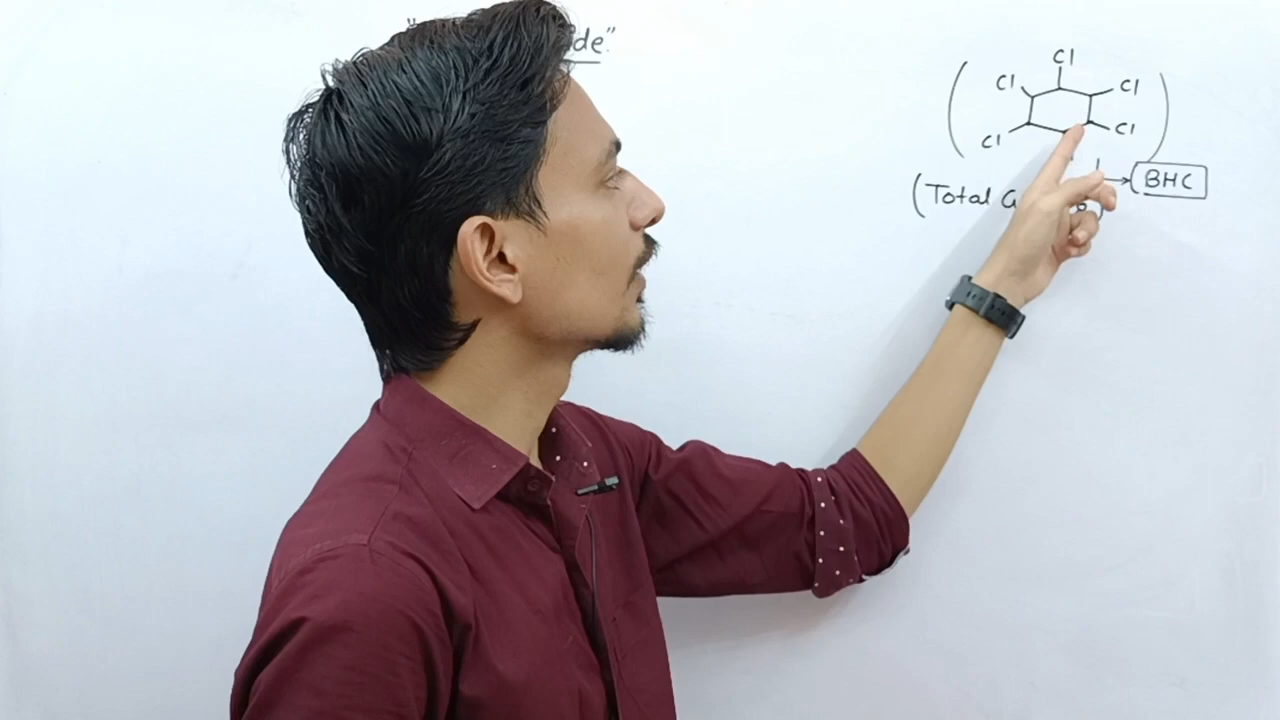 de"
Cl
Cl Cl
Cl Cl
(Total → BHC